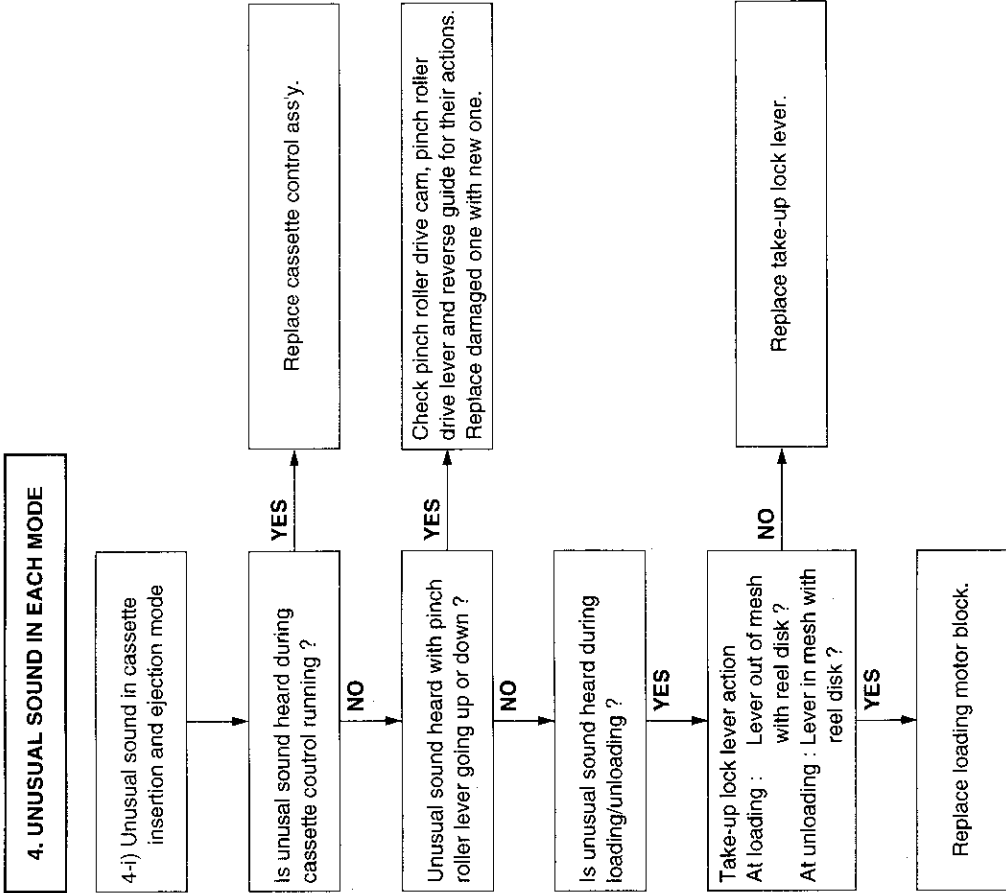 4. UNUSUAL SOUND IN EACH MODE
4-i) Unusual sound in cassette
insertion and ejection mode
Is unusual sound heard during
cassette coutrol running ?
YES
Replace cassette control ass'y.
NO
Unusual sound heard with pinch
roller lever going up or down ?
YES
Check pinch roller drive cam, pinch roller
drive lever and reverse guide for their actions.
Replace damaged one with new one.
NO
Is unusual sound heard during
loading/unloading ?
YES
Take-up lock lever action
At loading : Lever out of mesh
with reel disk ?
At unloading : Lever in mesh with
reel disk ?
NO
Replace take-up lock lever.
YES
Replace loading motor block.